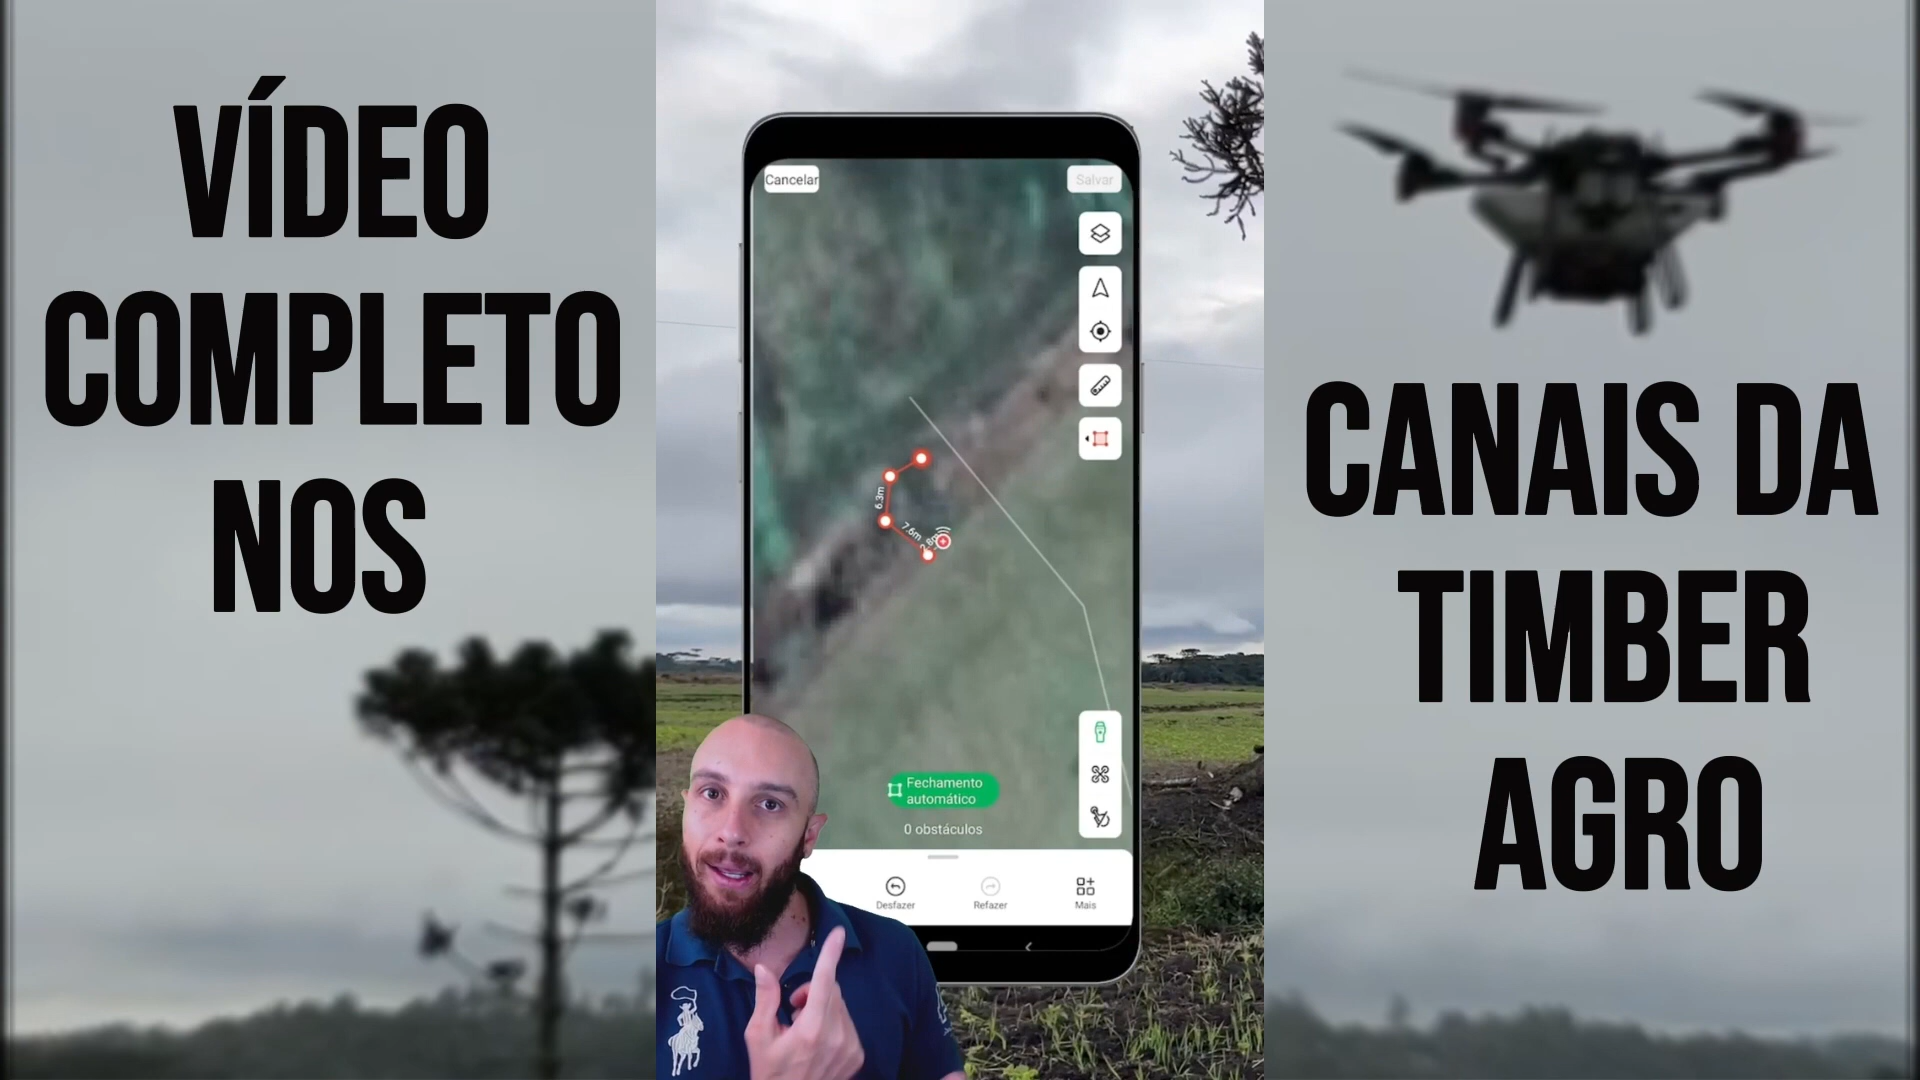 VÍDEO
COMPLETO
NOS
Cancelar
Salvar
6.3m
7.6m
Fechamento
automático
0 obstáculos
Desfazer
Refazer
Mais
CANAIS DA
TIMBER
AGRO